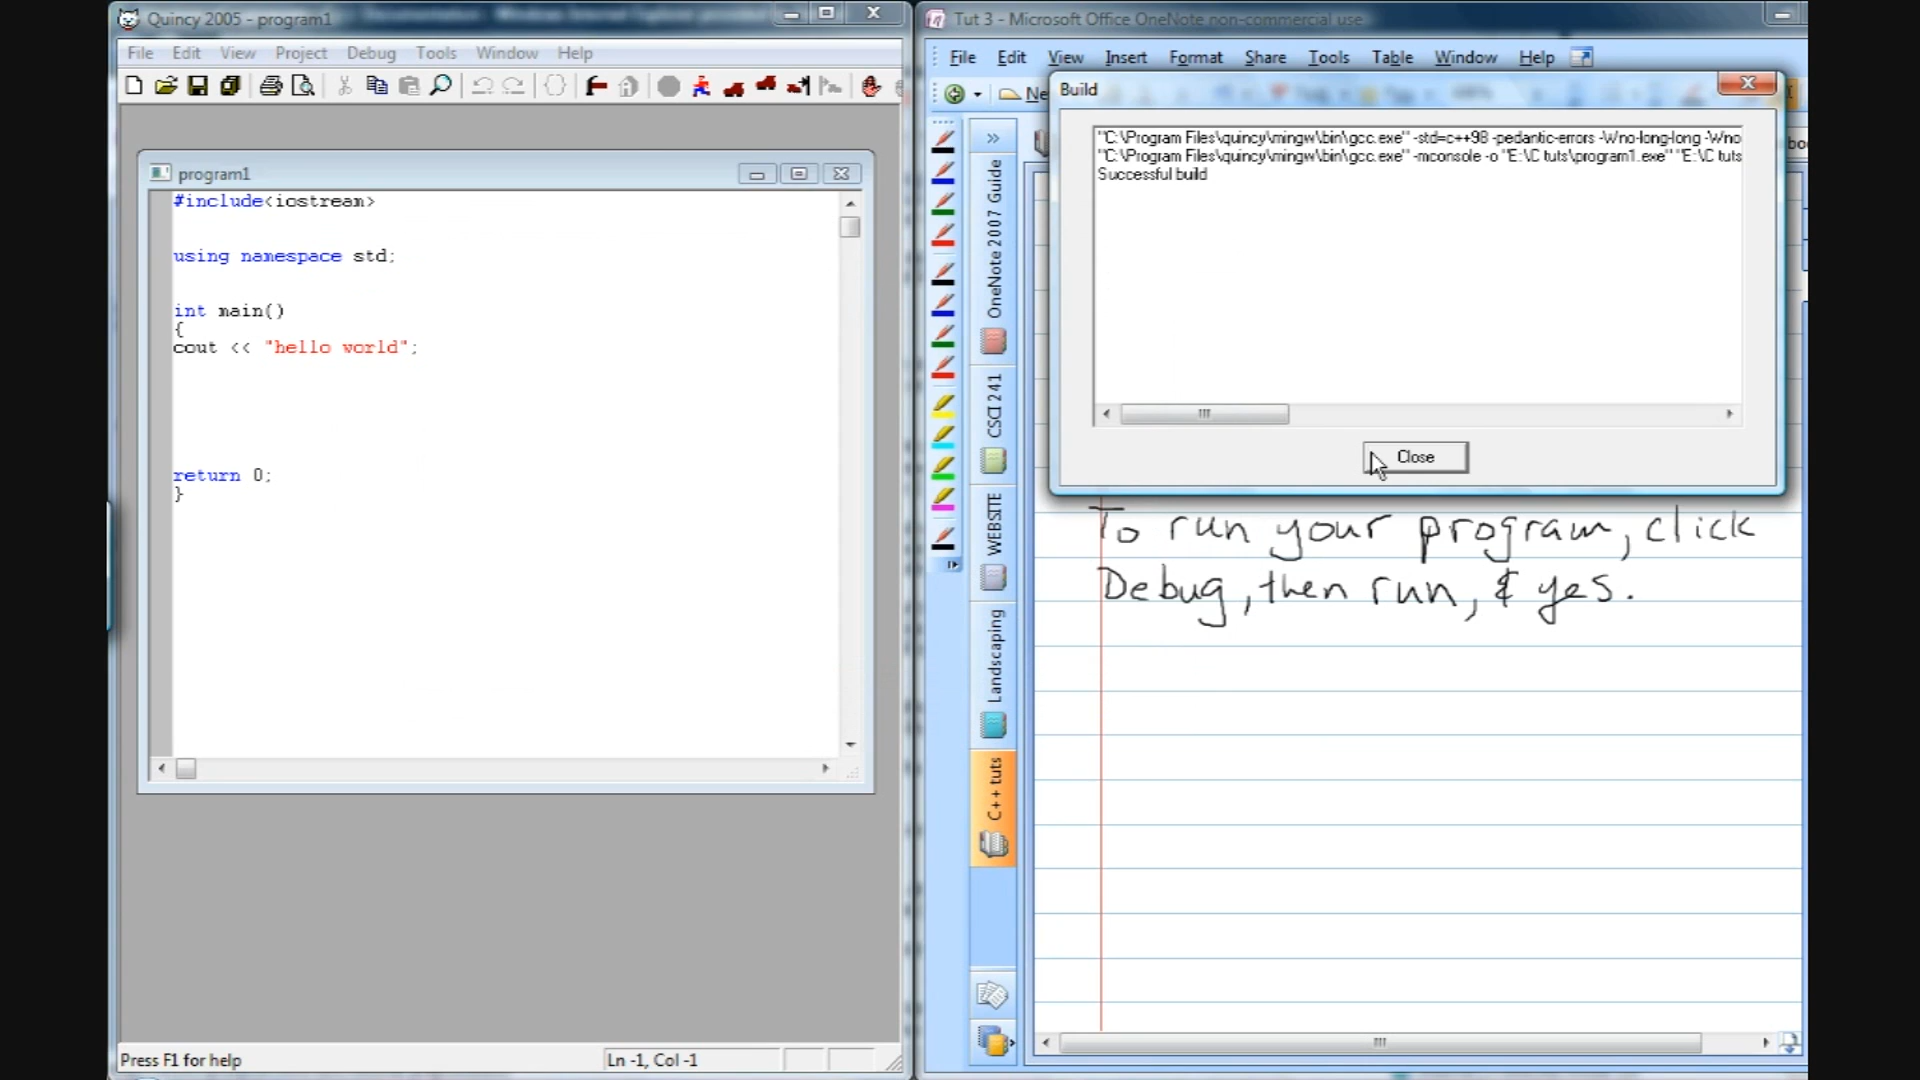 Quincy 2005 - program1
File Edit View Project Debug Tools Window Help
program1
#include<iostream>
using namespace std;
int main()
{
cout << "hello world";
return 0;
}
Press F1 for help
Ln -1, Col -1
Tut 3 - Microsoft Office OneNote non-commercial use
File Edit View Insert Format Share Tools Table Window Help
Ne
Build
"C:\Program Files\quincy\mingw\bin\gcc.exe" -std=c++98 -pedantic-errors -Wno-long-long -Wno
"C:\Program Files\quincy\mingw\bin\gcc.exe" -mconsole -o "E:\C tuts\program1.exe" "E:\C tuts
Successful build
Close
OneNote 2007 Guide
CSCI 241
WEBSITE
Landscaping
C++ tuts
To run your program, click
Debug, then run, & yes.